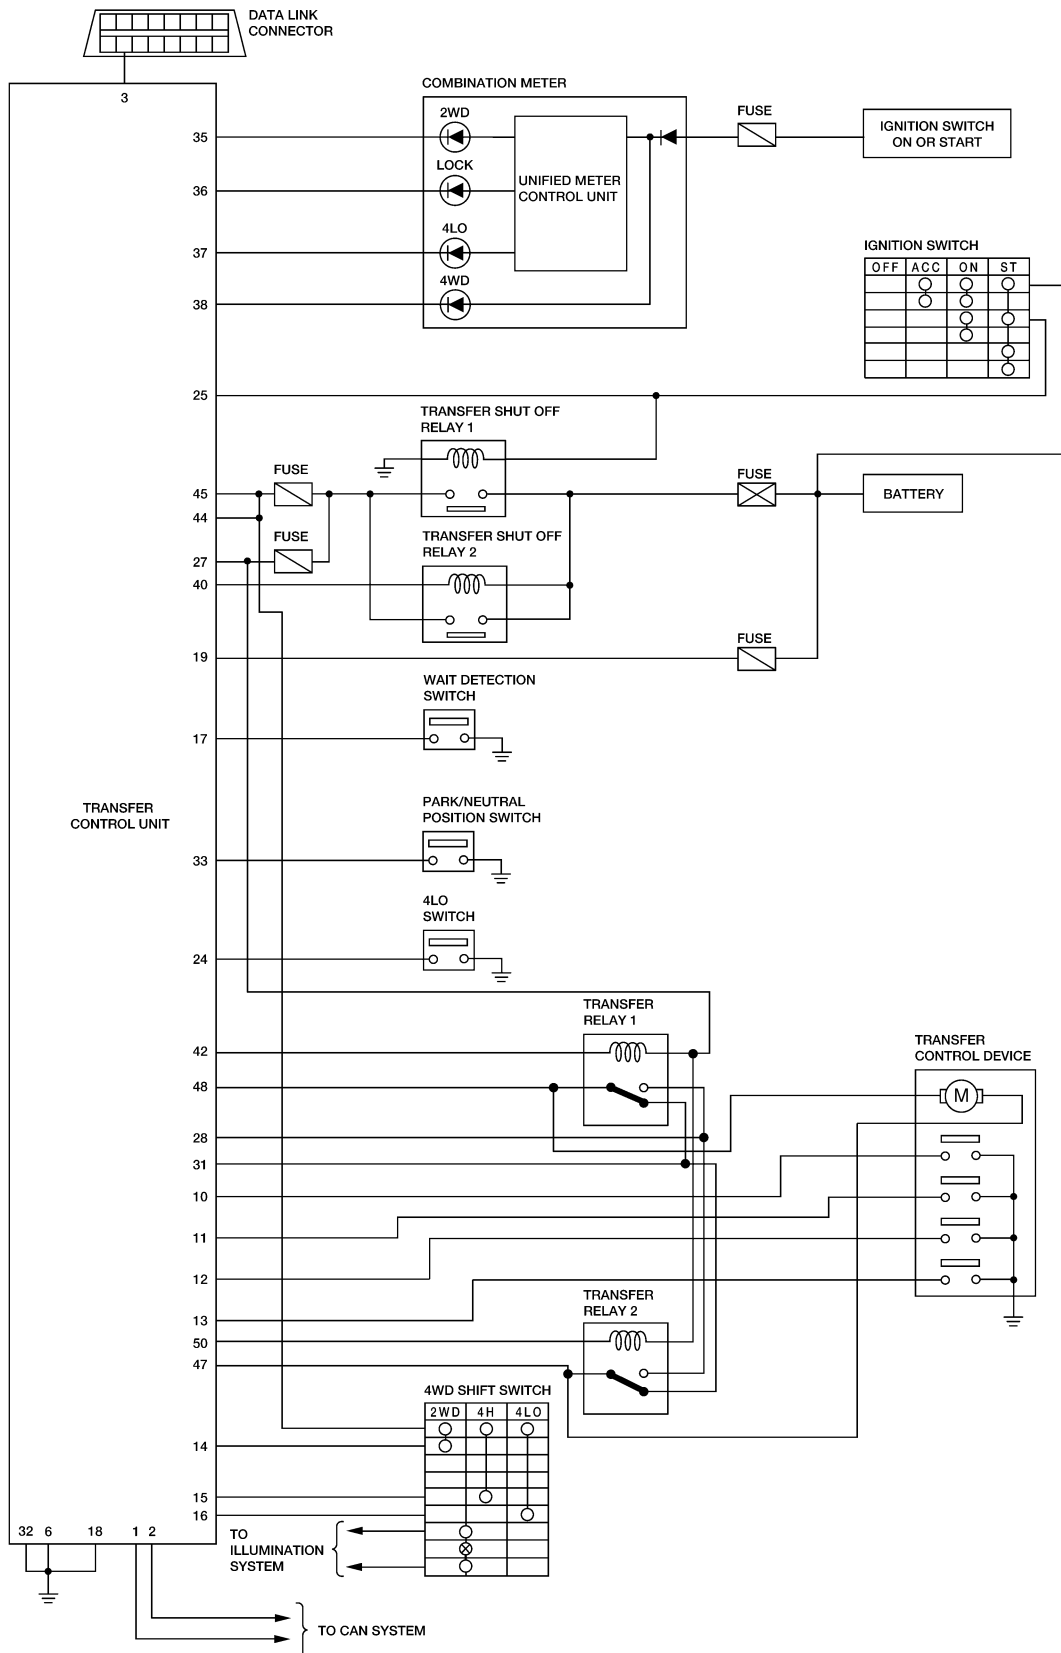 DATA LINK
CONNECTOR
3
COMBINATION METER
2WD
LOCK
4LO
4WD
UNIFIED METER
CONTROL UNIT
FUSE
IGNITION SWITCH
ON OR START
35
36
37
38
IGNITION SWITCH
OFF ACC ON ST
25
TRANSFER SHUT OFF
RELAY 1
FUSE
FUSE
45
BATTERY
44
TRANSFER SHUT OFF
RELAY 2
FUSE
27
40
FUSE
19
WAIT DETECTION
SWITCH
17
TRANSFER
CONTROL UNIT
PARK/NEUTRAL
POSITION SWITCH
33
4LO
SWITCH
24
TRANSFER
RELAY 1
42
48
28
31
TRANSFER
CONTROL DEVICE
M
10
11
12
13
TRANSFER
RELAY 2
50
47
4WD SHIFT SWITCH
2WD 4H 4LO
14
15
16
32 6 18 1 2
TO
ILLUMINATION
SYSTEM
TO CAN SYSTEM